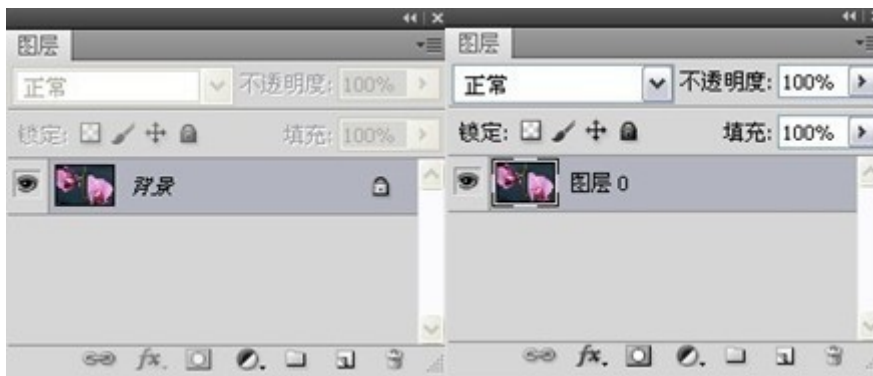 图层
正常 不透明度: 100%
锁定: 填充: 100%
背景
fx.
图层
正常 不透明度: 100%
锁定: 填充: 100%
图层 0
fx.